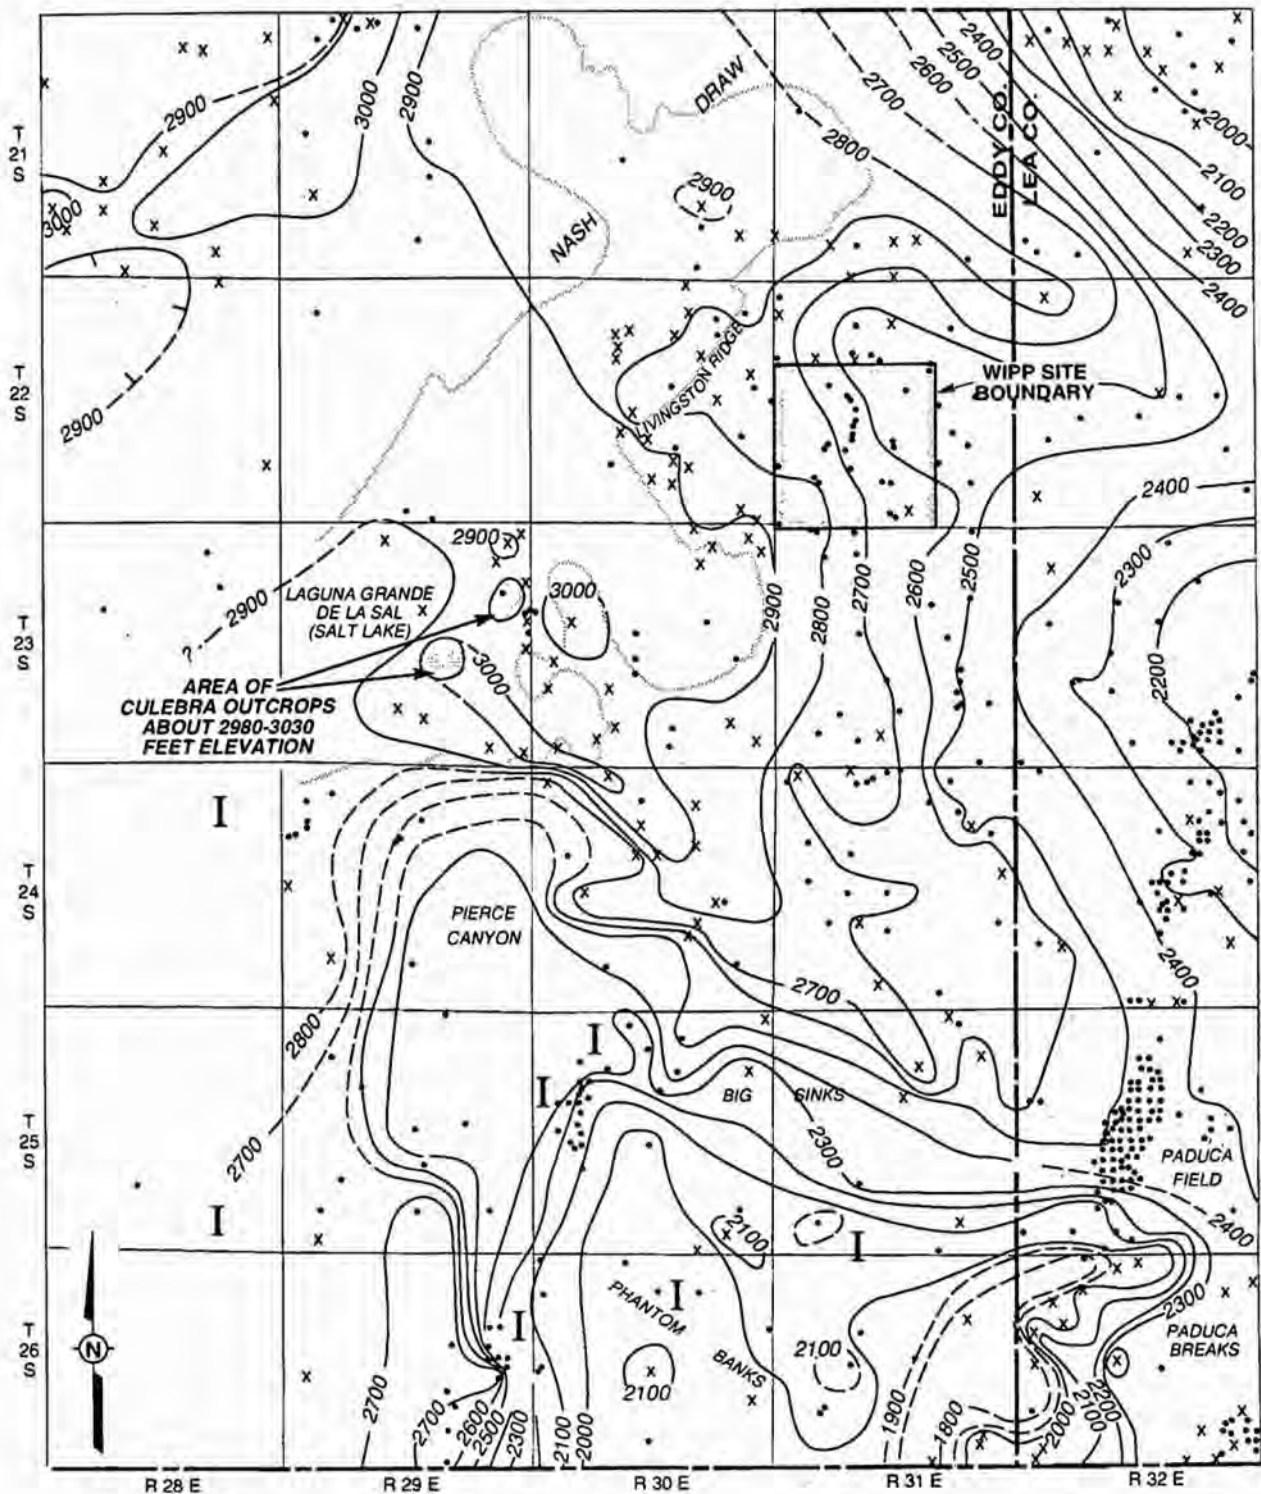 2900
3000
2900
DRAW
2400
2500
2600
2700
2800
EDDY CO.
LEA CO.
2000
2100
2200
2300
2400
T
21
S
3000
2900
NASH
T
22
S
2900
LIVINGSTON RIDGE
WIPP SITE
BOUNDARY
2400
2900
2900
LAGUNA GRANDE
DE LA SAL
(SALT LAKE)
3000
2900
2800
2700
2600
2500
2300
T
23
S
?
3000
2200
AREA OF
CULEBRA OUTCROPS
ABOUT 2980-3030
FEET ELEVATION
I
T
24
S
PIERCE
CANYON
2700
2400
2800
I
I
BIG SINKS
T
25
S
2700
2300
PADUCA
FIELD
I
2100
I
2400
PHANTOM
I
I
2300
T
26
S
N
BANKS
2100
2100
PADUCA
BREAKS
2700
2700
2600
2500
2300
2100
2000
1900
1800
2000
2100
2200
R 28 E
R 29 E
R 30 E
R 31 E
R 32 E